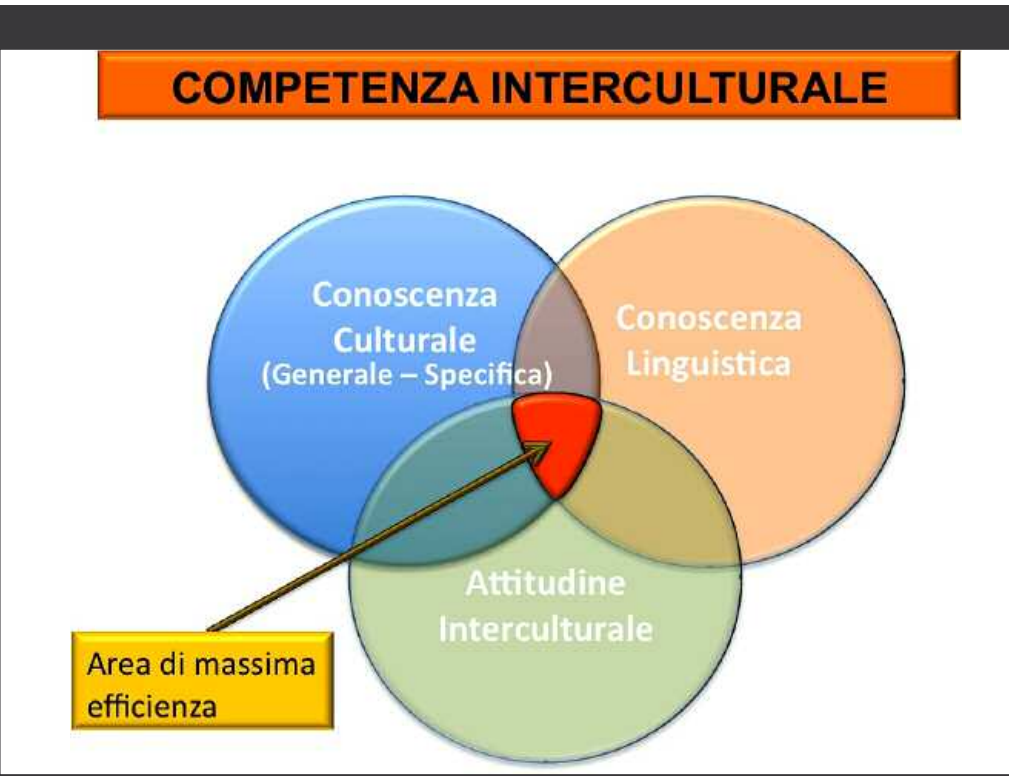 COMPETENZA INTERCULTURALE
Conoscenza
Culturale
(Generale – Specifica)
Conoscenza
Linguistica
Attitudine
Interculturale
Area di massima
efficienza